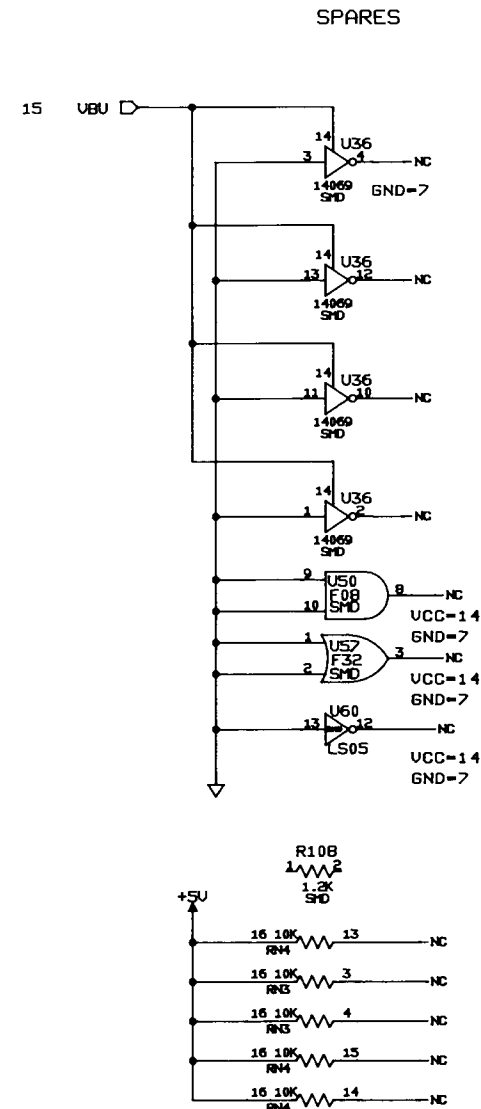 SPARES
15 VBU
14 U36
3 4 NC
14069
SMD GND=7
14 U36
13 12 NC
14069
SMD
14 U36
11 10 NC
14069
SMD
14 U36
1 2 NC
14069
SMD
9 U50 8 NC
F08
10 SMD VCC=14
GND=7
1 U57 3 NC
F32
2 SMD VCC=14
GND=7
U60
13 12 NC
LS05
VCC=14
GND=7
R108
1 2
1.2K
SMD
+5V
16 10K 13 NC
RN4
16 10K 3 NC
RN3
16 10K 4 NC
RN3
16 10K 15 NC
RN4
16 10K 14 NC
RN4